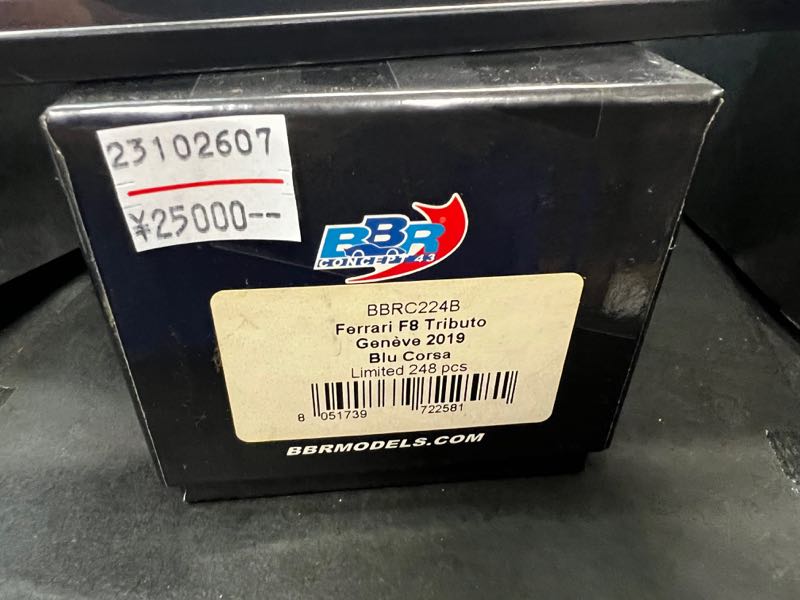 23102607
¥25000--
BBR
CONCEPT 43
BBRC224B
Ferrari F8 Tributo
Genève 2019
Blu Corsa
Limited 248 pcs
8 051739 722581
BBRMODELS.COM